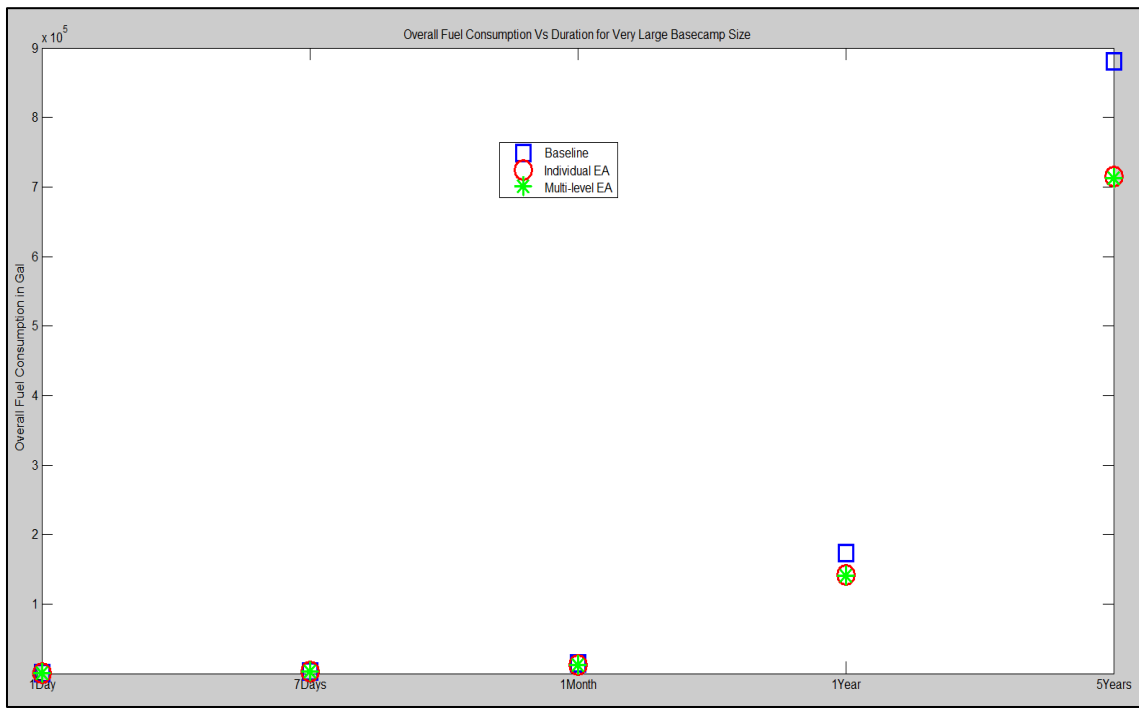 Overall Fuel Consumption Vs Duration for Very Large Basecamp Size
x 10^5
9
8
7
6
5
4
3
2
1
Overall Fuel Consumption in Gal
Baseline
Individual EA
Multi-level EA
1Day 7Days 1Month 1Year 5Years